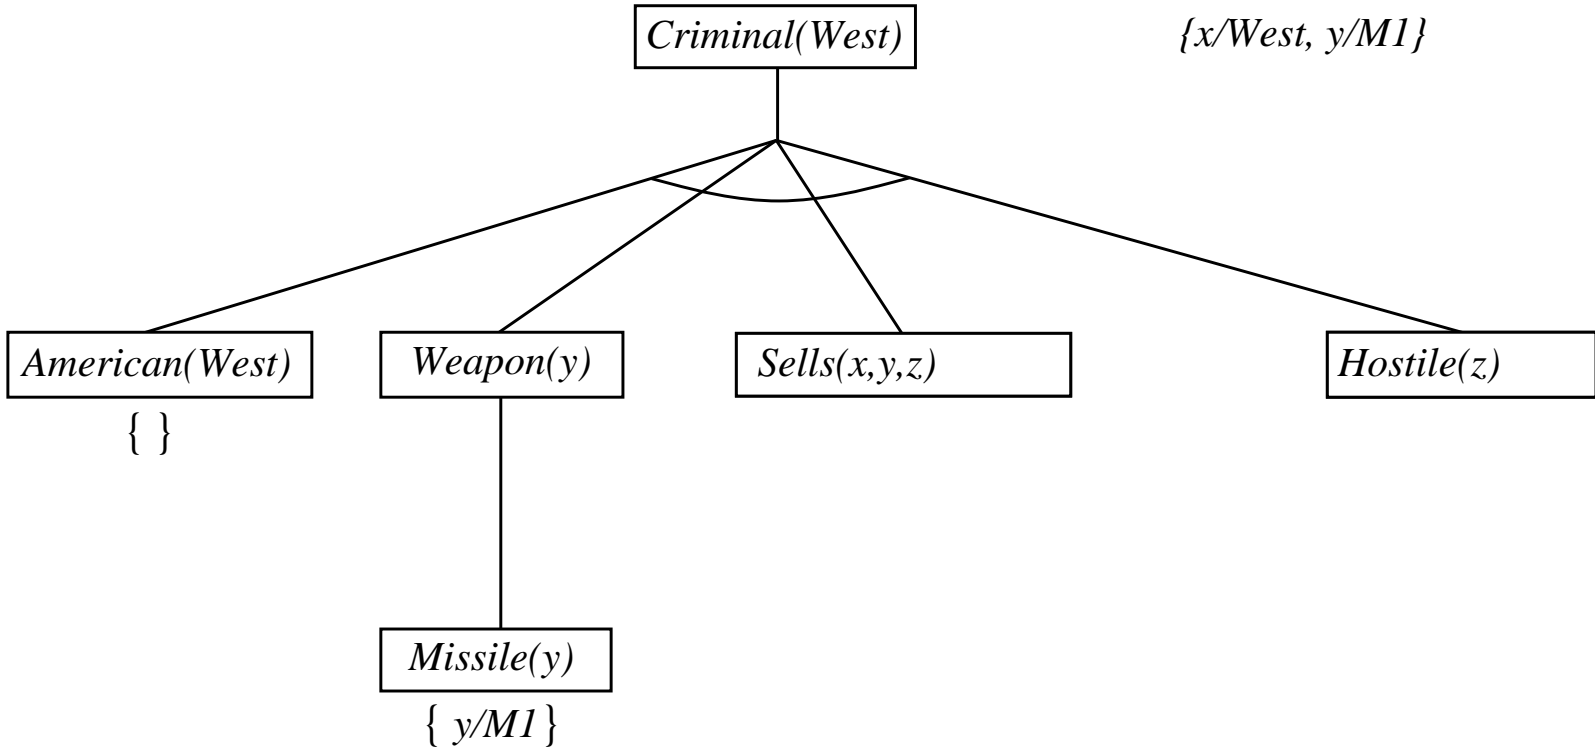 Criminal(West)
{x/West, y/M1}
American(West)
Weapon(y)
Sells(x,y,z)
Hostile(z)
{ }
Missile(y)
{ y/M1 }